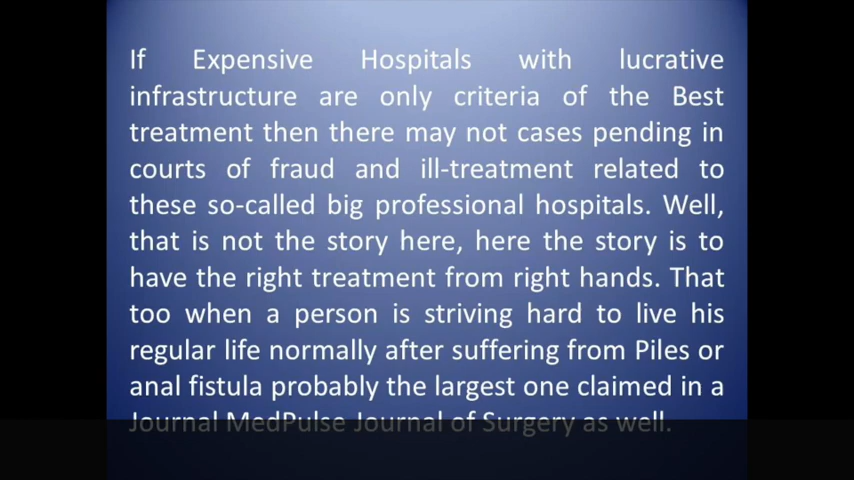 If Expensive Hospitals with lucrative
infrastructure are only criteria of the Best
treatment then there may not cases pending in
courts of fraud and ill-treatment related to
these so-called big professional hospitals. Well,
that is not the story here, here the story is to
have the right treatment from right hands. That
too when a person is striving hard to live his
regular life normally after suffering from Piles or
anal fistula probably the largest one claimed in a
Journal MedPulse Journal of Surgery as well.